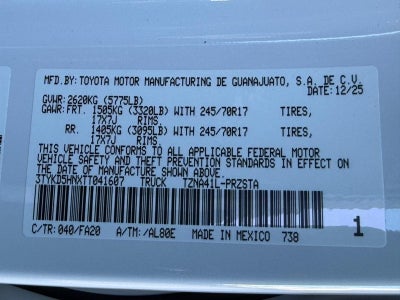 MFD.BY:TOYOTA MOTOR MANUFACTURING DE GUANAJUATO, S.A. DE C.V.
DATE:12/25
GVWR:2620KG (5775LB)
GAWR:FRT. 1505KG (3320LB) WITH 245/70R17 TIRES,
17X7J RIMS
RR. 1405KG (3095LB) WITH 245/70R17 TIRES,
17X7J RIMS
THIS VEHICLE CONFORMS TO ALL APPLICABLE FEDERAL MOTOR
VEHICLE SAFETY AND THEFT PREVENTION STANDARDS IN EFFECT ON
THE DATE OF MANUFACTURE SHOWN ABOVE.
3TYKD5HNXTT041607 TRUCK TZNA41L-PRZSTA
C/TR:040/FA20 A/TM:/AL80E MADE IN MEXICO 738 1